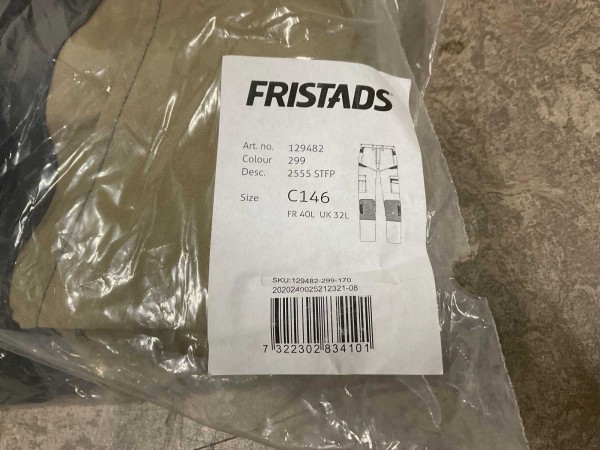 FRISTADS
Art. no. 129482
Colour 299
Desc. 2555 STFP
Size C146
FR 40L UK 32L
SKU:129482-299-170
2020240025212321-08
7 322302 834101